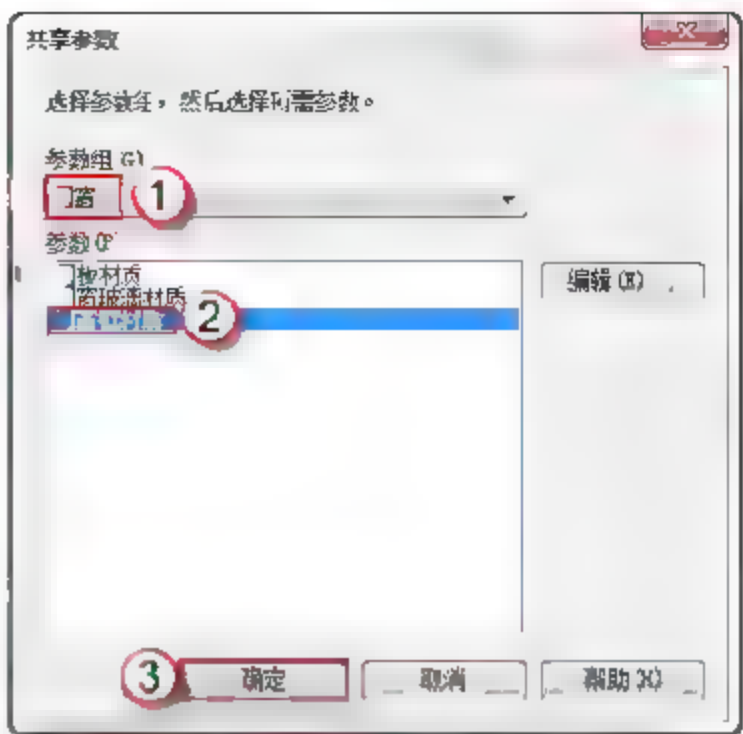 共享参数
选择参数组，然后选择所需参数。
参数组(G)
门窗 1
参数(P)
门板材质
窗玻璃材质
2
编辑(E)
3 确定 取消 帮助(H)